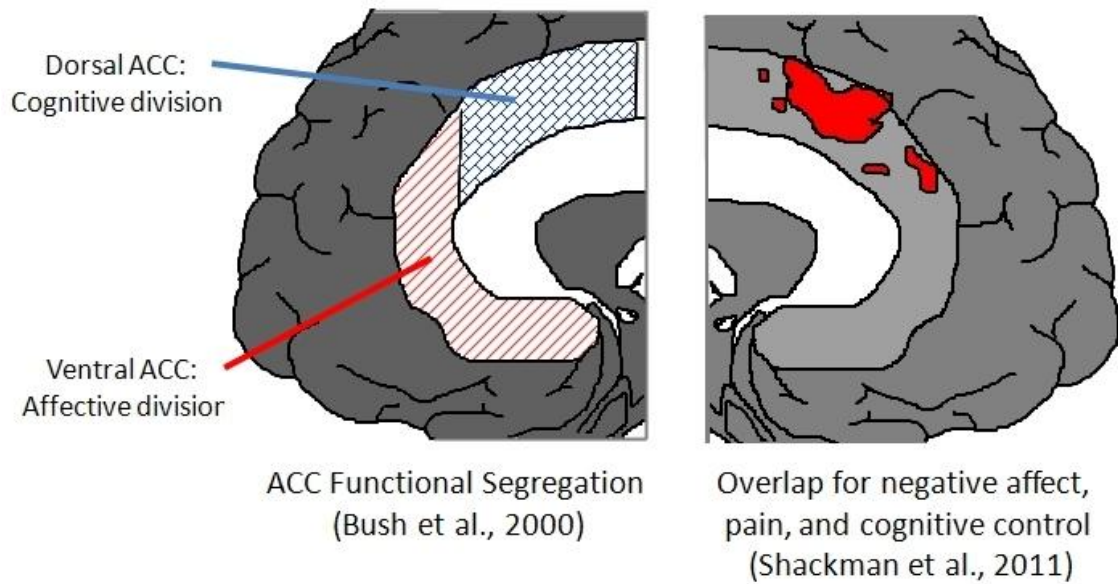 Dorsal ACC:
Cognitive division
Ventral ACC:
Affective division
ACC Functional Segregation
(Bush et al., 2000)
Overlap for negative affect,
pain, and cognitive control
(Shackman et al., 2011)